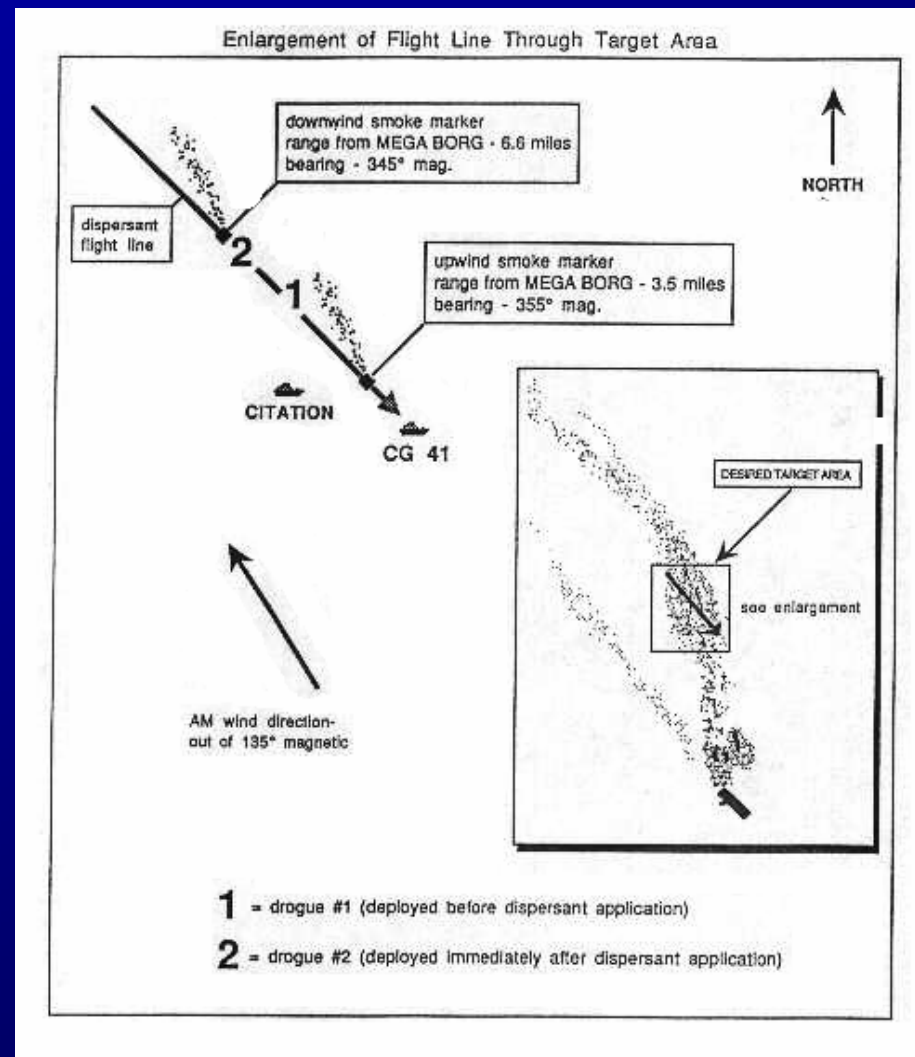 Enlargement of Flight Line Through Target Area
downwind smoke marker
range from MEGA BORG - 6.6 miles
bearing - 345° mag.
NORTH
dispersant
flight line
2
1
upwind smoke marker
range from MEGA BORG - 3.5 miles
bearing - 355° mag.
CITATION
CG 41
DESIRED TARGET AREA
see enlargement
AM wind direction-
out of 135° magnetic
1 = drogue #1 (deployed before dispersant application)
2 = drogue #2 (deployed immediately after dispersant application)